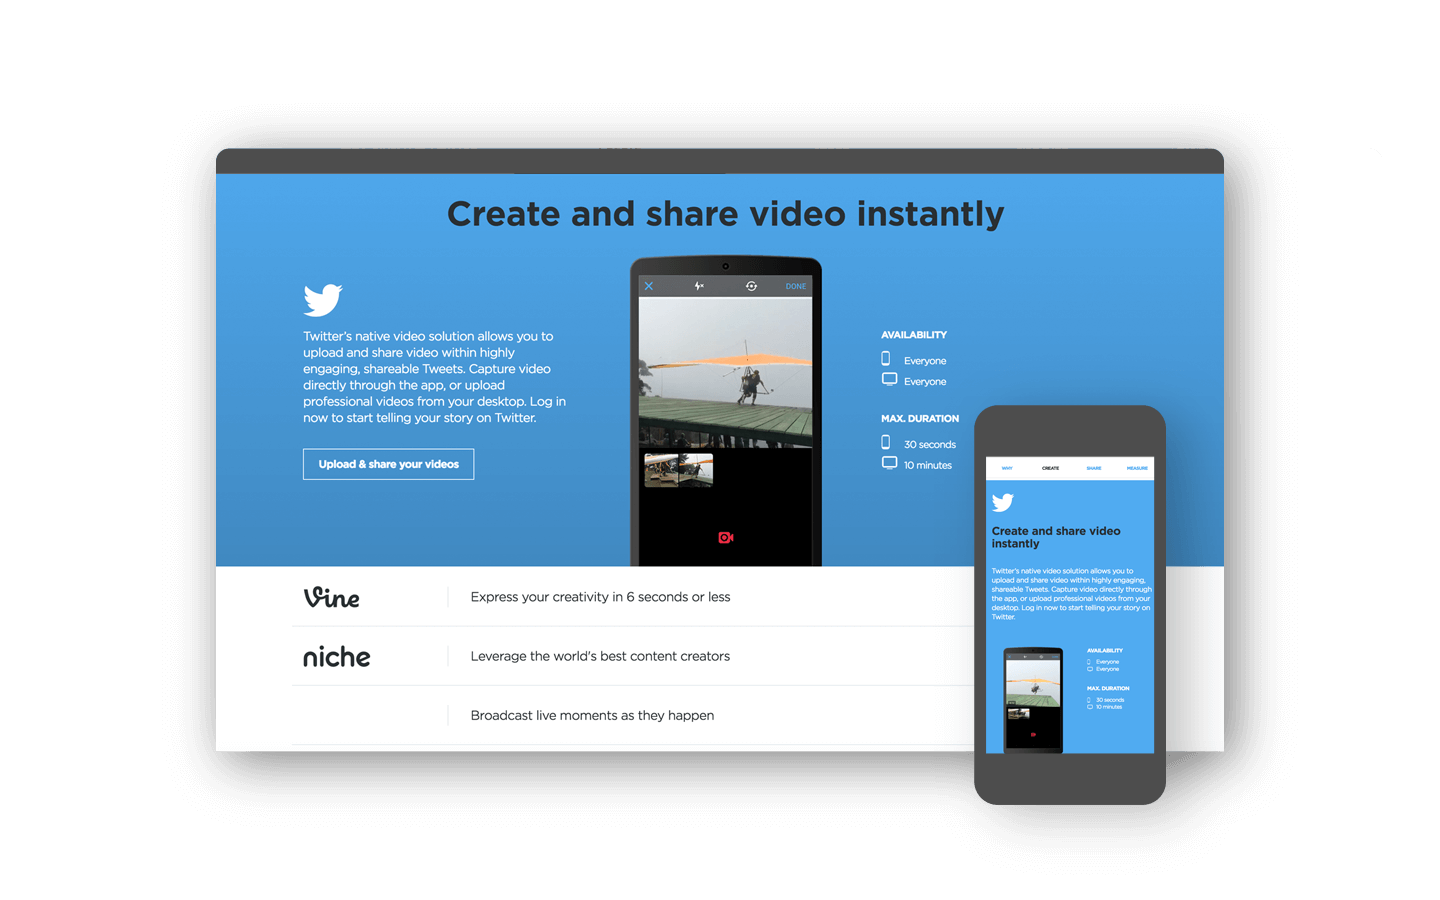 Create and share video instantly
Twitter's native video solution allows you to
upload and share video within highly
engaging, shareable Tweets. Capture video
directly through the app, or upload
professional videos from your desktop. Log in
now to start telling your story on Twitter.
Upload & share your videos
DONE
AVAILABILITY
Everyone
Everyone
MAX. DURATION
30 seconds
10 minutes
Vine
Express your creativity in 6 seconds or less
niche
Leverage the world's best content creators
Broadcast live moments as they happen
WHY CREATE SHARE MEASURE
Create and share video
instantly
Twitter's native video solution allows you to
upload and share video within highly engaging,
shareable Tweets. Capture video directly through
the app, or upload professional videos from your
desktop. Log in now to start telling your story on
Twitter.
AVAILABILITY
Everyone
Everyone
MAX. DURATION
30 seconds
10 minutes